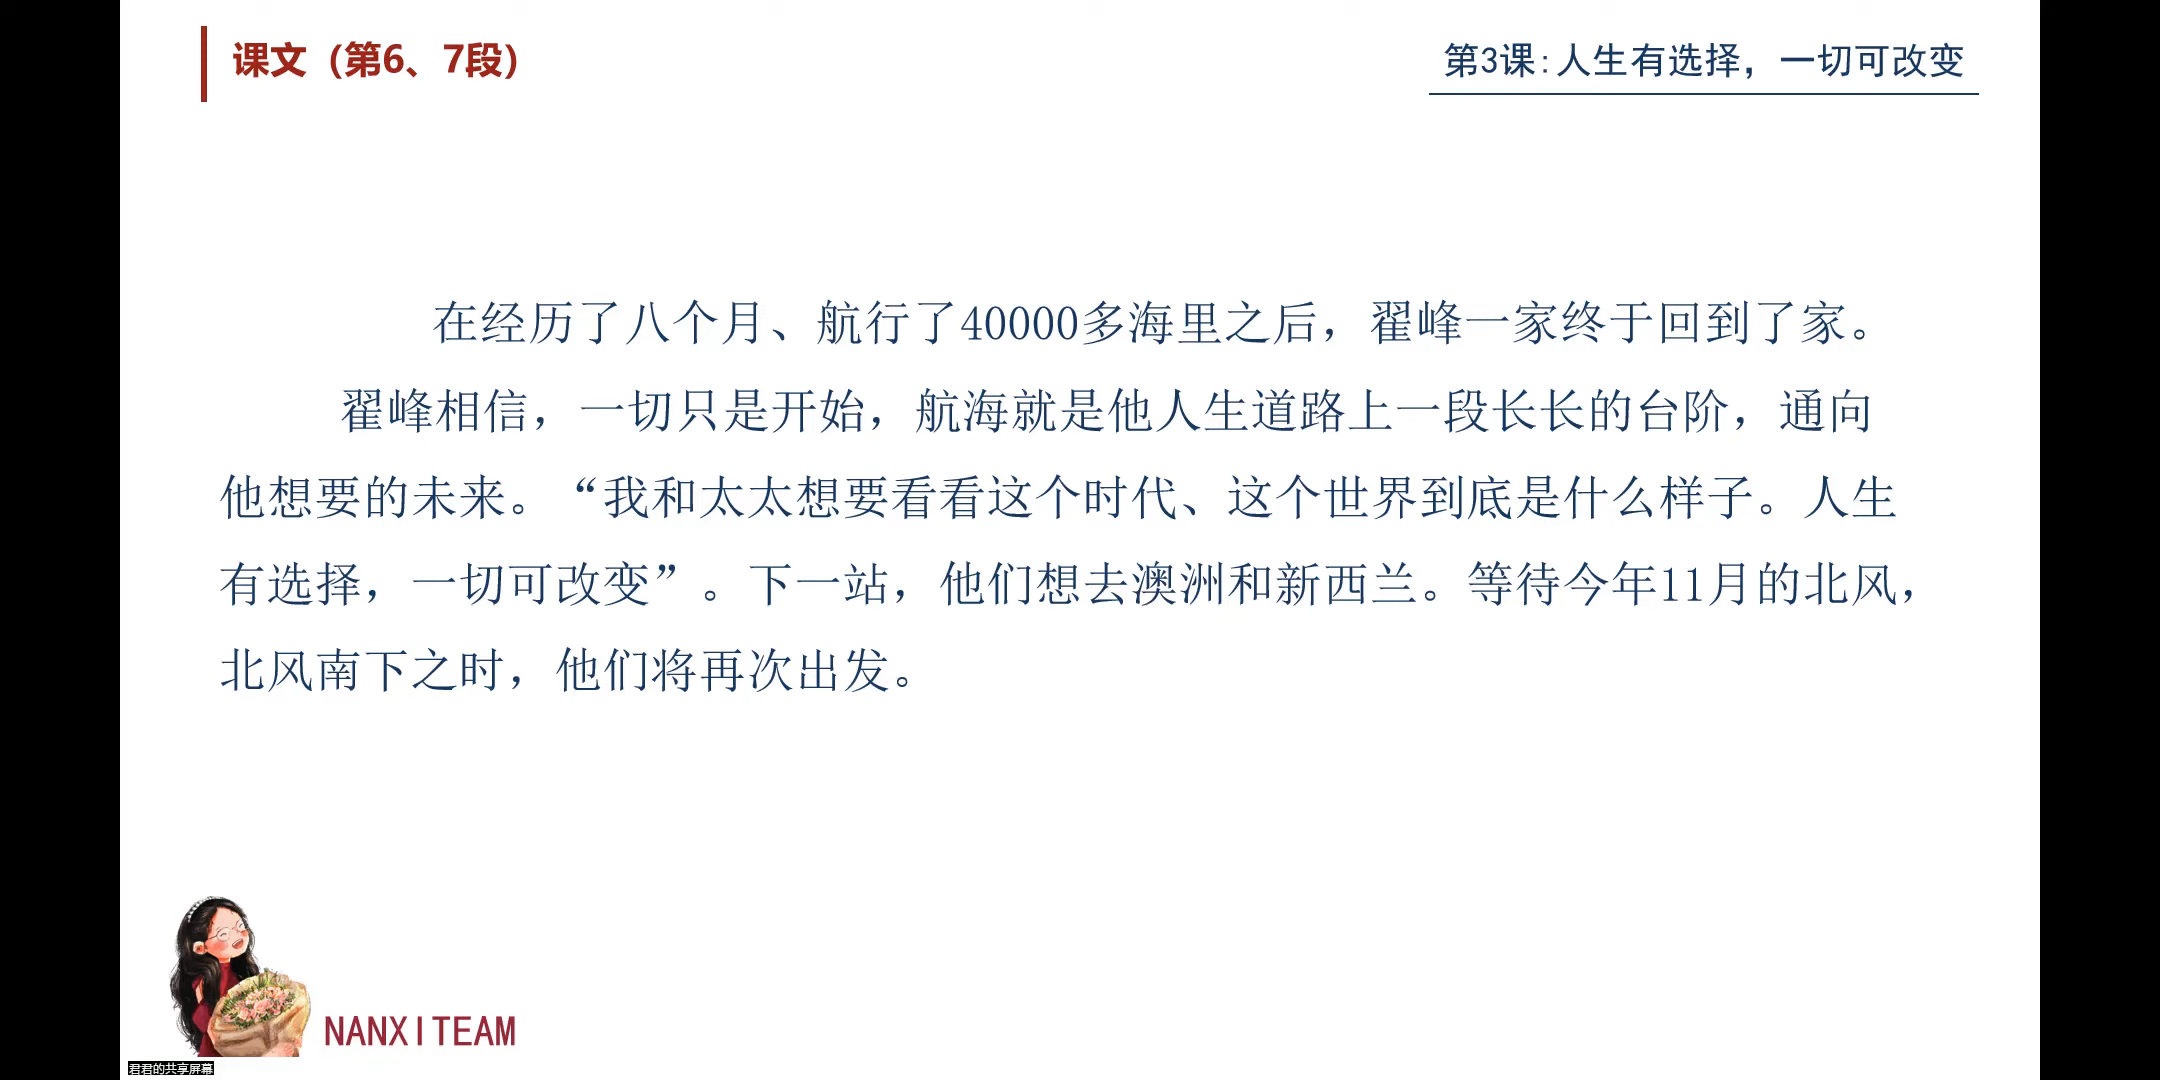 课文（第6、7段）
第3课:人生有选择，一切可改变
在经历了八个月、航行了40000多海里之后，翟峰一家终于回到了家。
翟峰相信，一切只是开始，航海就是他人生道路上一段长长的台阶，通向
他想要的未来。“我和太太想要看看这个时代、这个世界到底是什么样子。人生
有选择，一切可改变”。下一站，他们想去澳洲和新西兰。等待今年11月的北风，
北风南下之时，他们将再次出发。
NANXITEAM
君君的共享屏幕